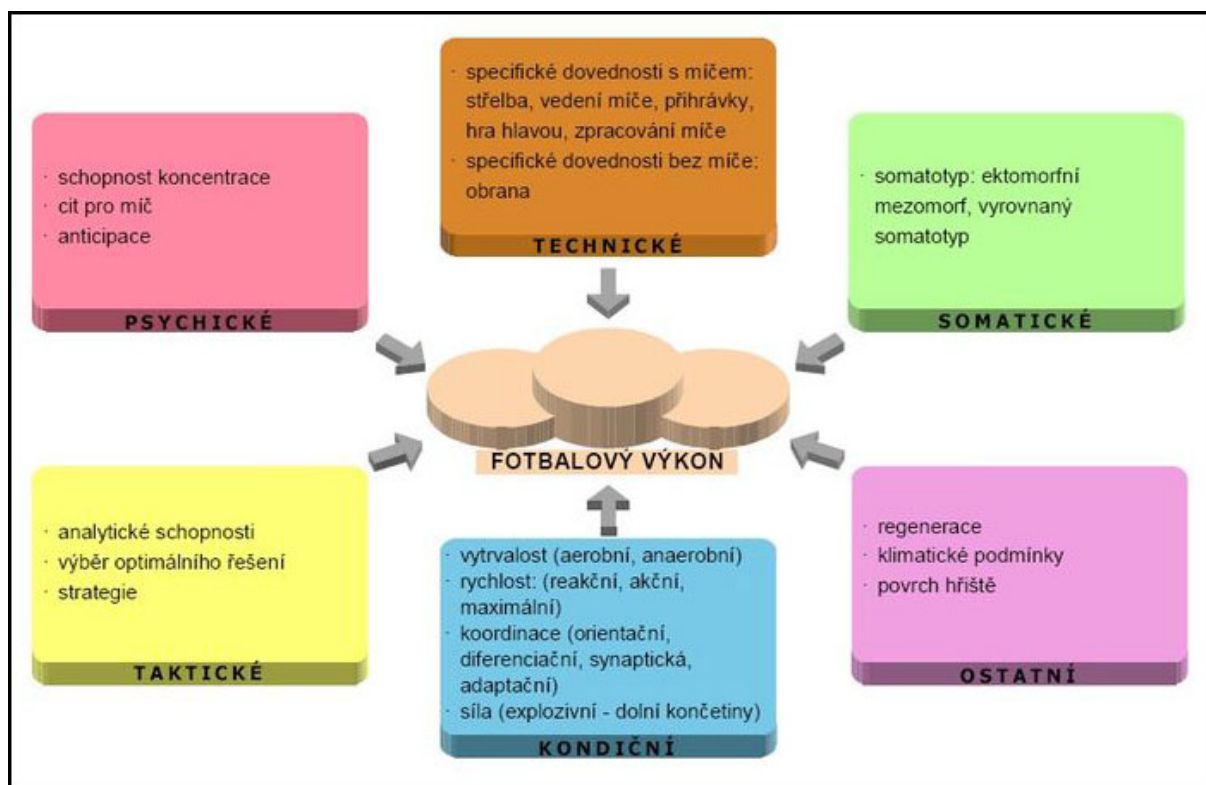 · specifické dovednosti s míčem:
střelba, vedení míče, přihrávky,
hra hlavou, zpracování míče
· specifické dovednosti bez míče:
obrana
TECHNICKÉ
· schopnost koncentrace
· cit pro míč
· anticipace
PSYCHICKÉ
· somatotyp: ektomorfní
mezomorf, vyrovnaný
somatotyp
SOMATICKÉ
FOTBALOVÝ VÝKON
· analytické schopnosti
· výběr optimálního řešení
· strategie
TAKTICKÉ
· vytrvalost (aerobní, anaerobní)
· rychlost: (reakční, akční,
maximální)
· koordinace (orientační,
diferenciační, synaptická,
adaptační)
· síla (explozivní - dolní končetiny)
KONDIČNÍ
· regenerace
· klimatické podmínky
· povrch hřiště
OSTATNÍ